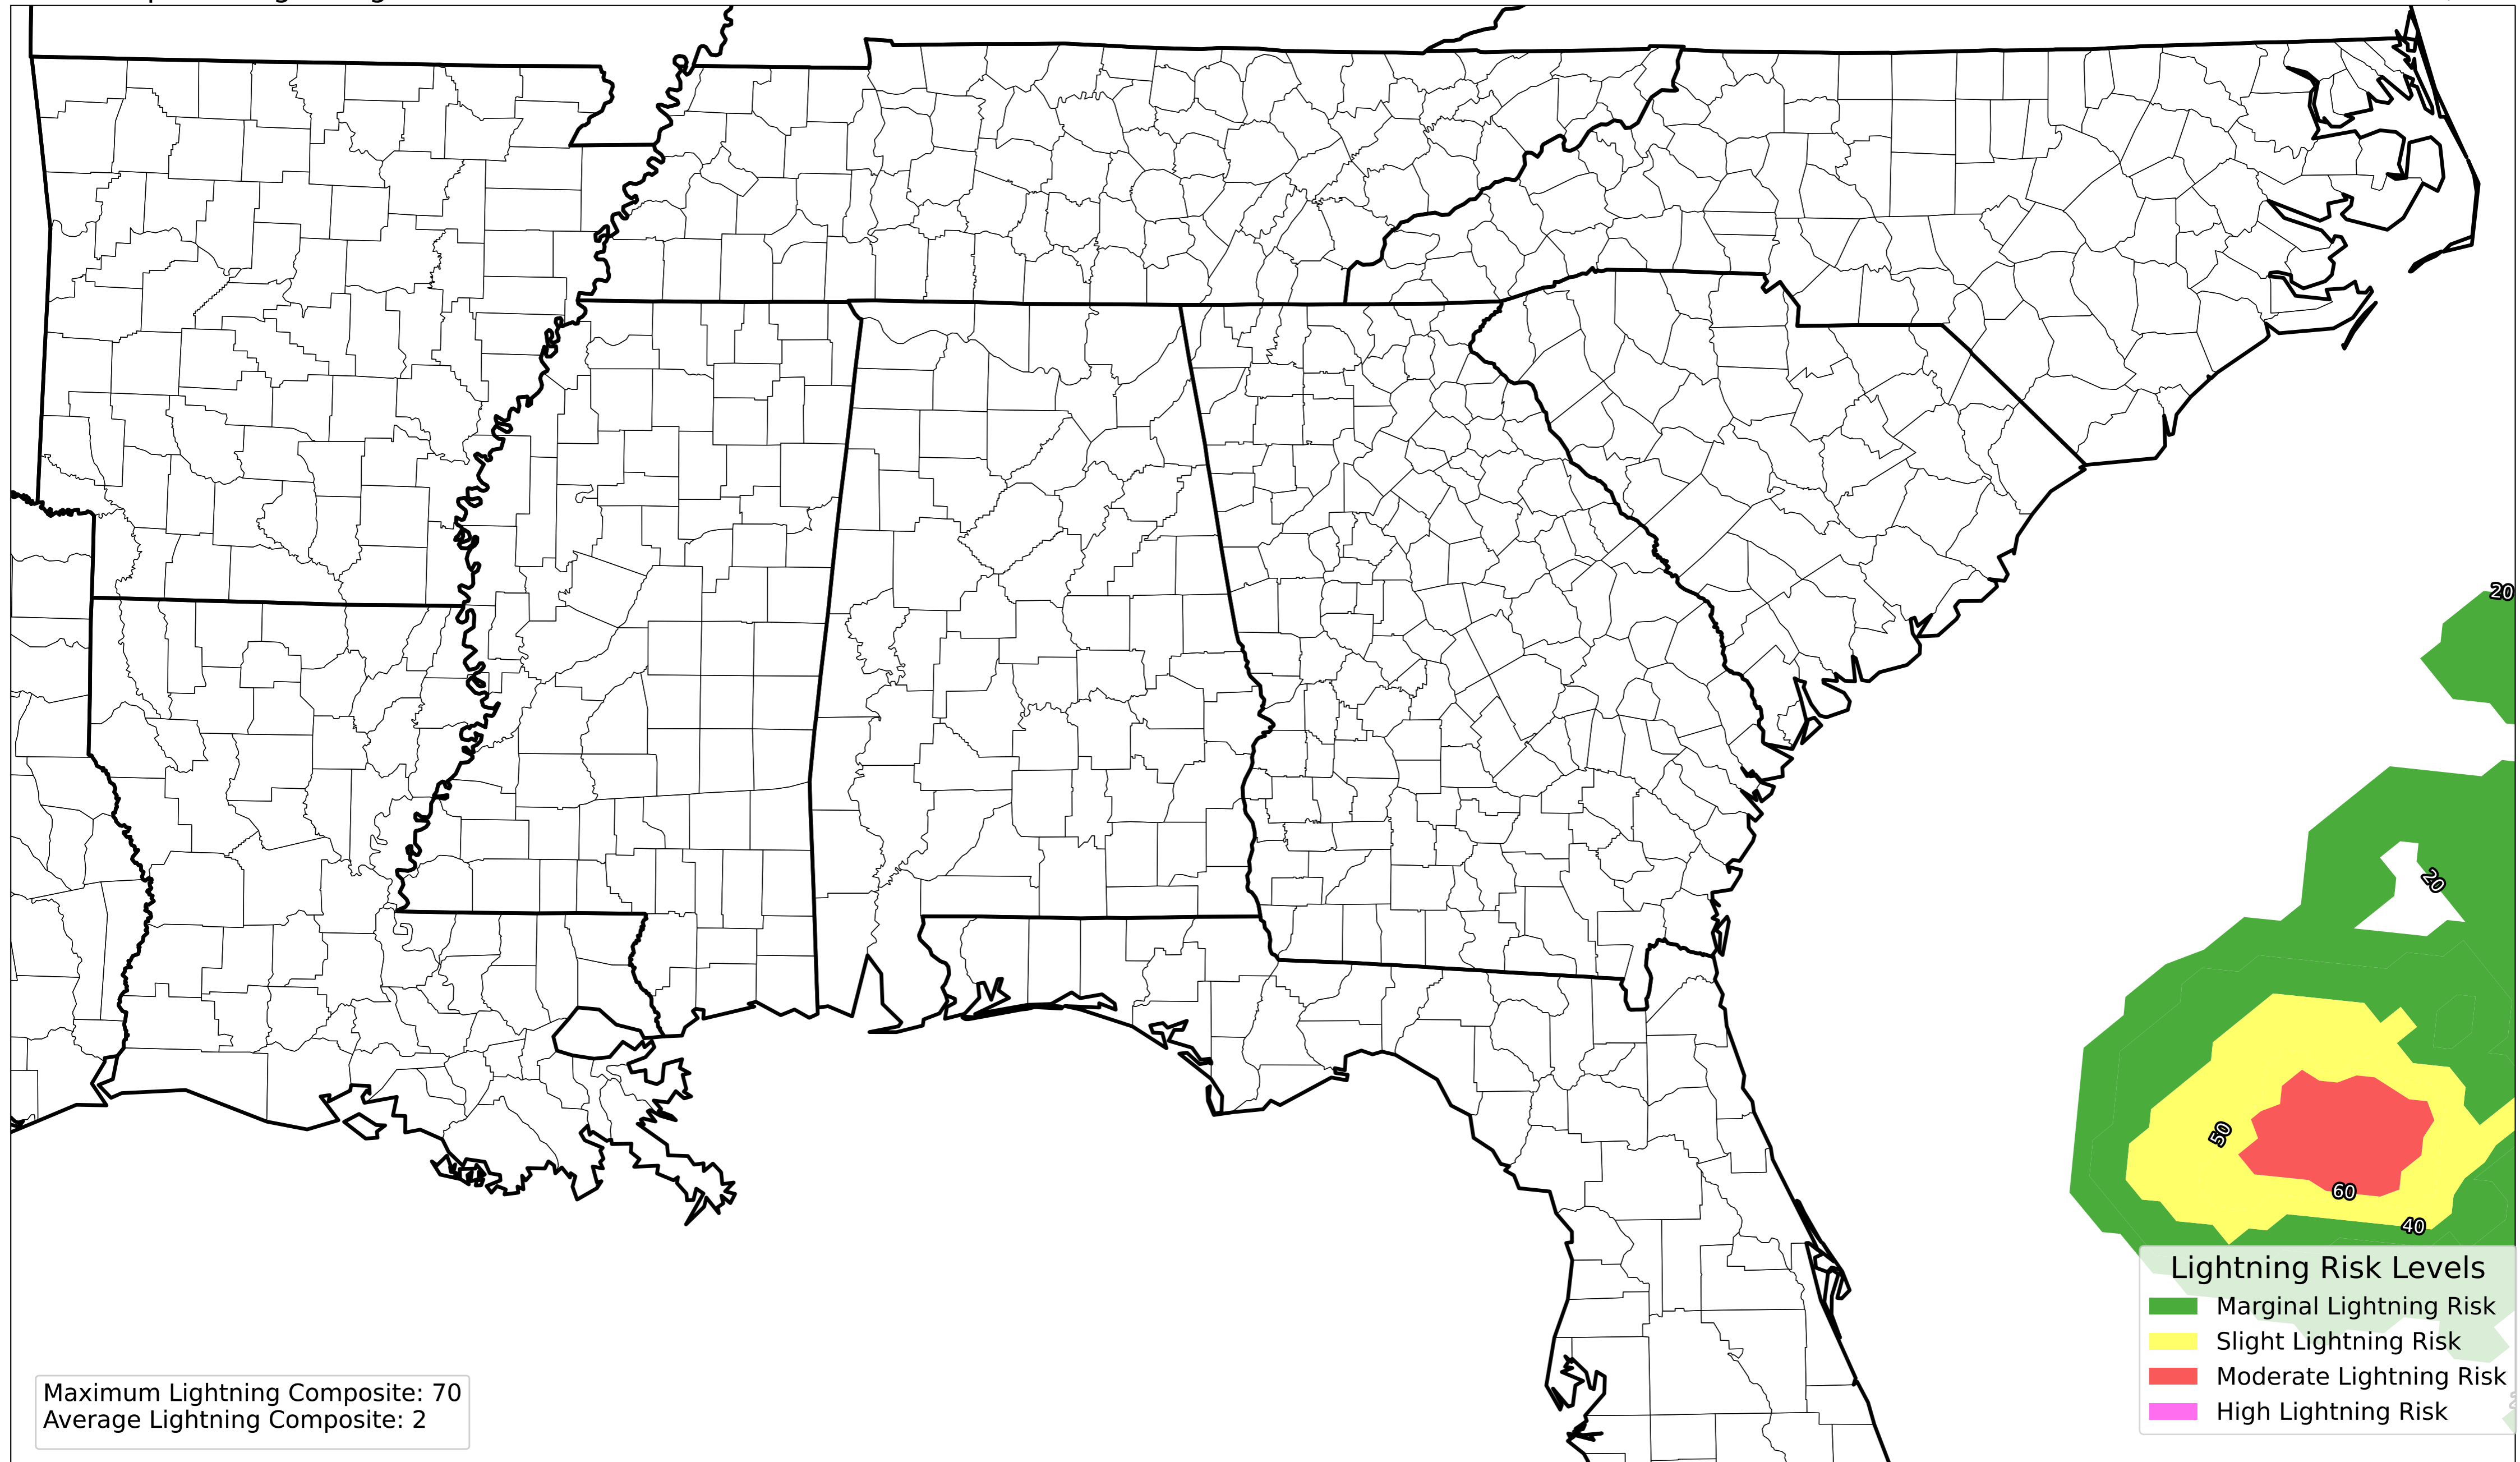 20
20
50
60
40
Lightning Risk Levels
Marginal Lightning Risk
Slight Lightning Risk
Moderate Lightning Risk
High Lightning Risk
Maximum Lightning Composite: 70
Average Lightning Composite: 2